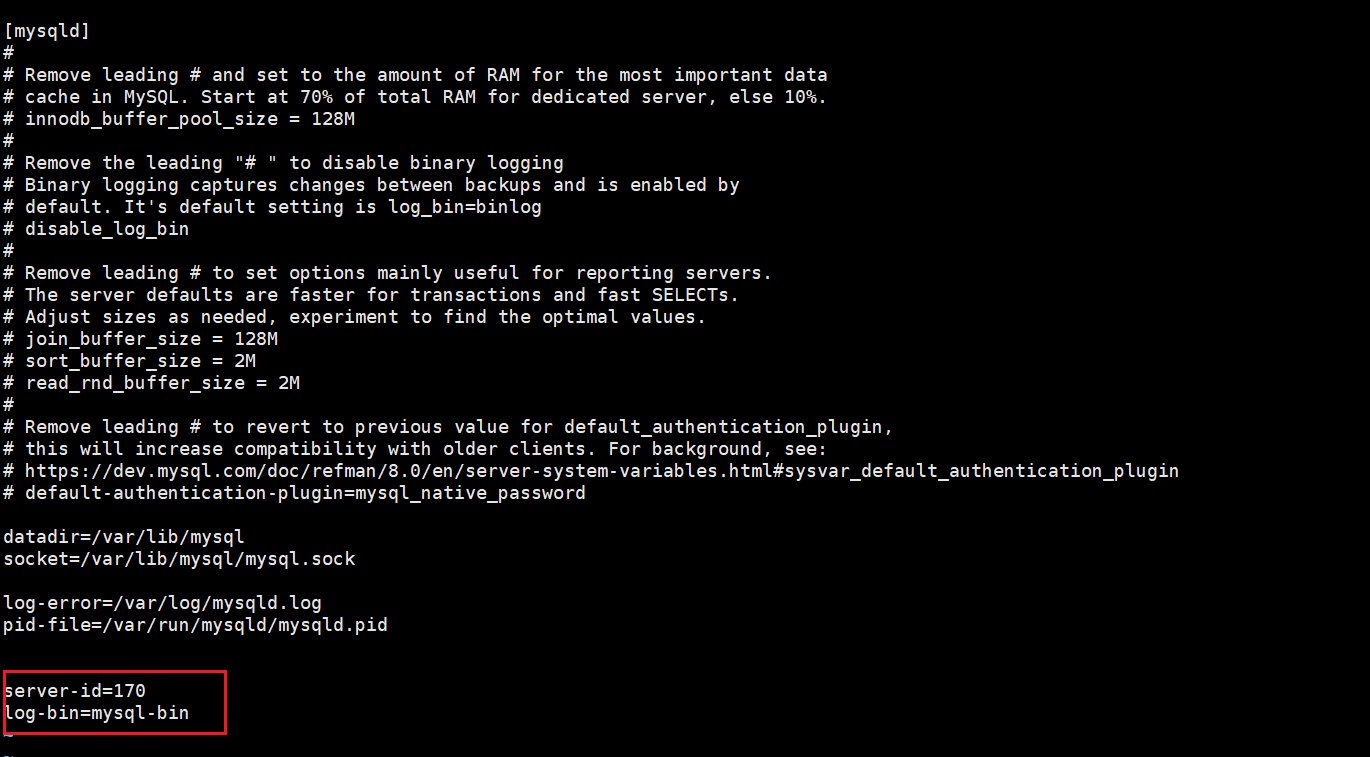 [mysqld]
#
# Remove leading # and set to the amount of RAM for the most important data
# cache in MySQL. Start at 70% of total RAM for dedicated server, else 10%.
# innodb_buffer_pool_size = 128M
#
# Remove the leading "# " to disable binary logging
# Binary logging captures changes between backups and is enabled by
# default. It's default setting is log_bin=binlog
# disable_log_bin
#
# Remove leading # to set options mainly useful for reporting servers.
# The server defaults are faster for transactions and fast SELECTs.
# Adjust sizes as needed, experiment to find the optimal values.
# join_buffer_size = 128M
# sort_buffer_size = 2M
# read_rnd_buffer_size = 2M
#
# Remove leading # to revert to previous value for default_authentication_plugin,
# this will increase compatibility with older clients. For background, see:
# https://dev.mysql.com/doc/refman/8.0/en/server-system-variables.html#sysvar_default_authentication_plugin
# default-authentication-plugin=mysql_native_password
datadir=/var/lib/mysql
socket=/var/lib/mysql/mysql.sock
log-error=/var/log/mysqld.log
pid-file=/var/run/mysqld/mysqld.pid
server-id=170
log-bin=mysql-bin
~